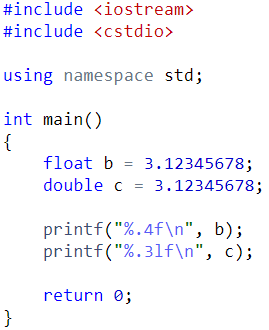 #include <iostream>
#include <cstdio>
using namespace std;
int main()
{
    float b = 3.12345678;
    double c = 3.12345678;
    printf("%.4f\n", b);
    printf("%.3lf\n", c);
    return 0;
}